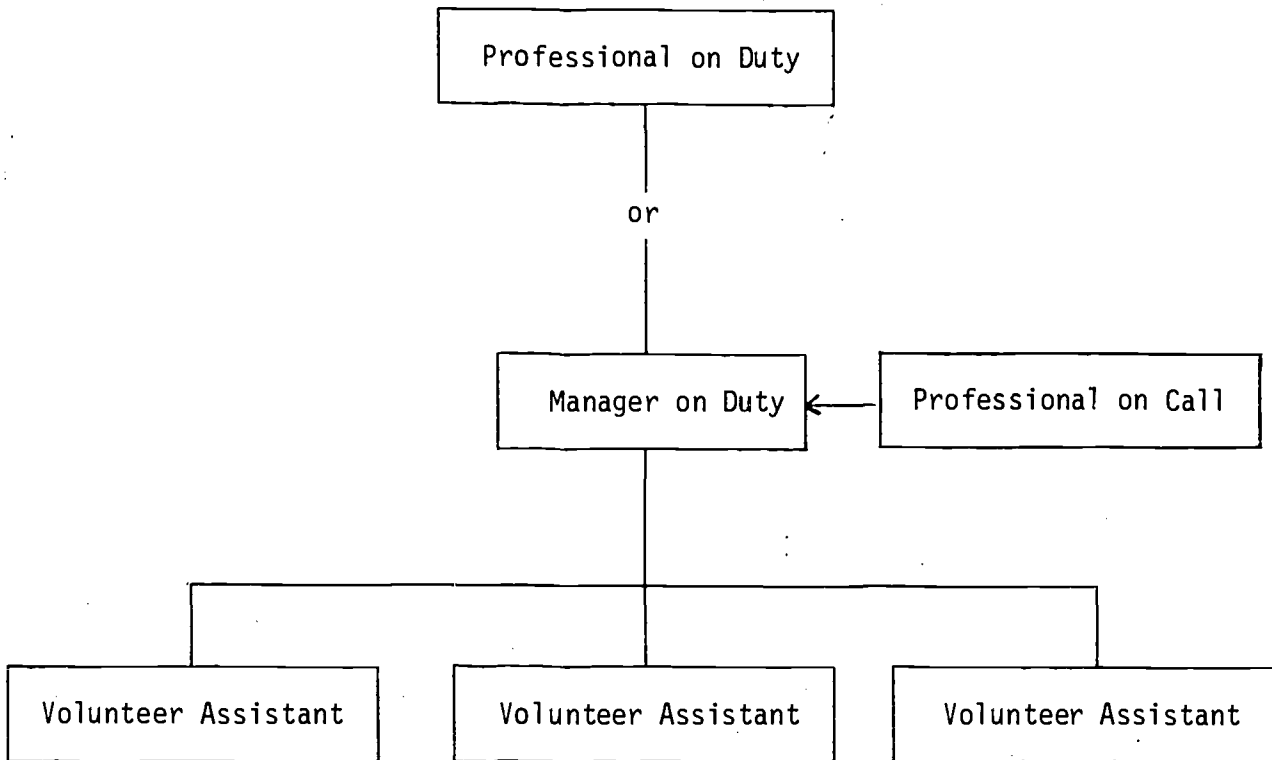 Professional on Duty
or
Manager on Duty
Professional on Call
Volunteer Assistant
Volunteer Assistant
Volunteer Assistant